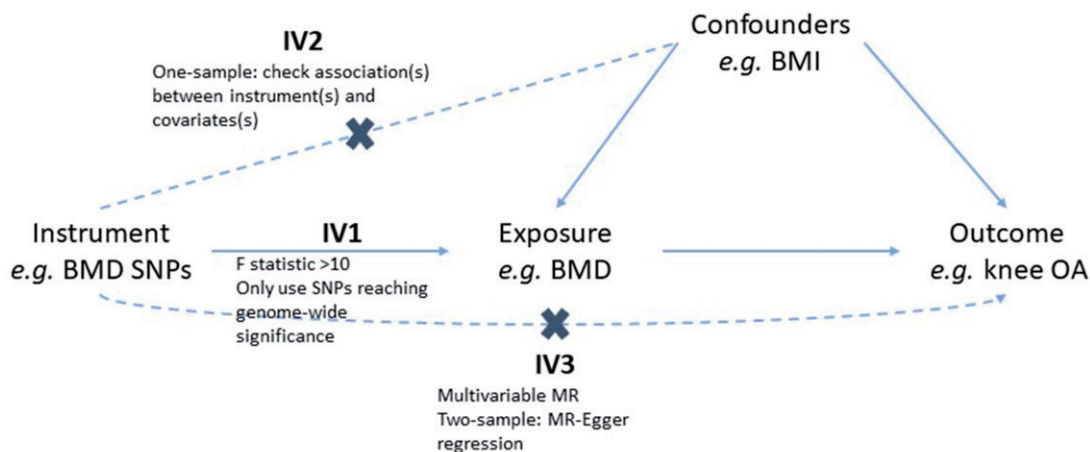 Confounders
e.g. BMI
IV2
One-sample: check association(s)
between instrument(s) and
covariates(s)
Instrument
e.g. BMD SNPs
IV1
F statistic >10
Only use SNPs reaching
genome-wide
significance
Exposure
e.g. BMD
Outcome
e.g. knee OA
IV3
Multivariable MR
Two-sample: MR-Egger
regression